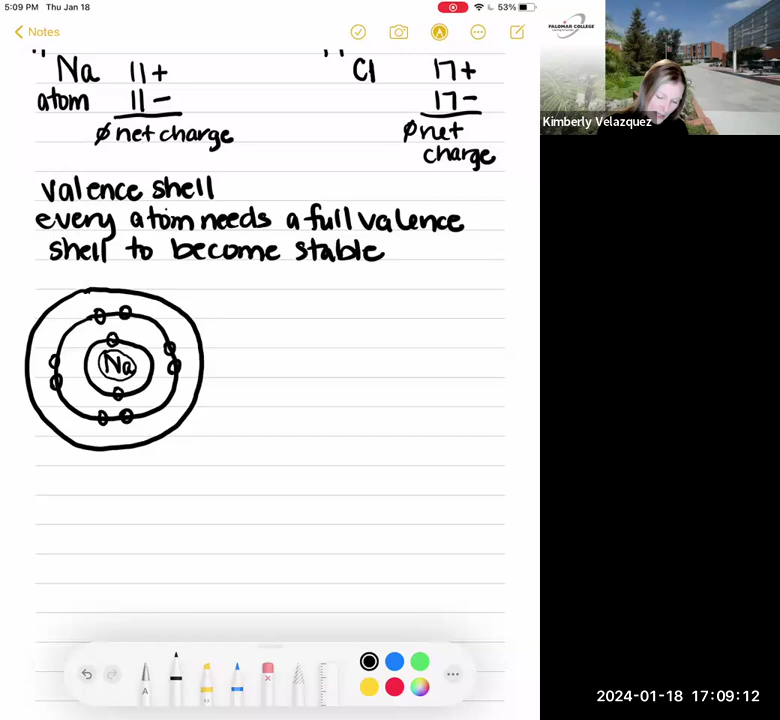 5:09 PM Thu Jan 18
53%
Notes
Na 11+
Cl 17+
atom 11-
17-
ø net charge
ø net
charge
valence shell
every atom needs a full valence
shell to become stable
Na
A
PALOMAR COLLEGE
Kimberly Velazquez
2024-01-18 17:09:12